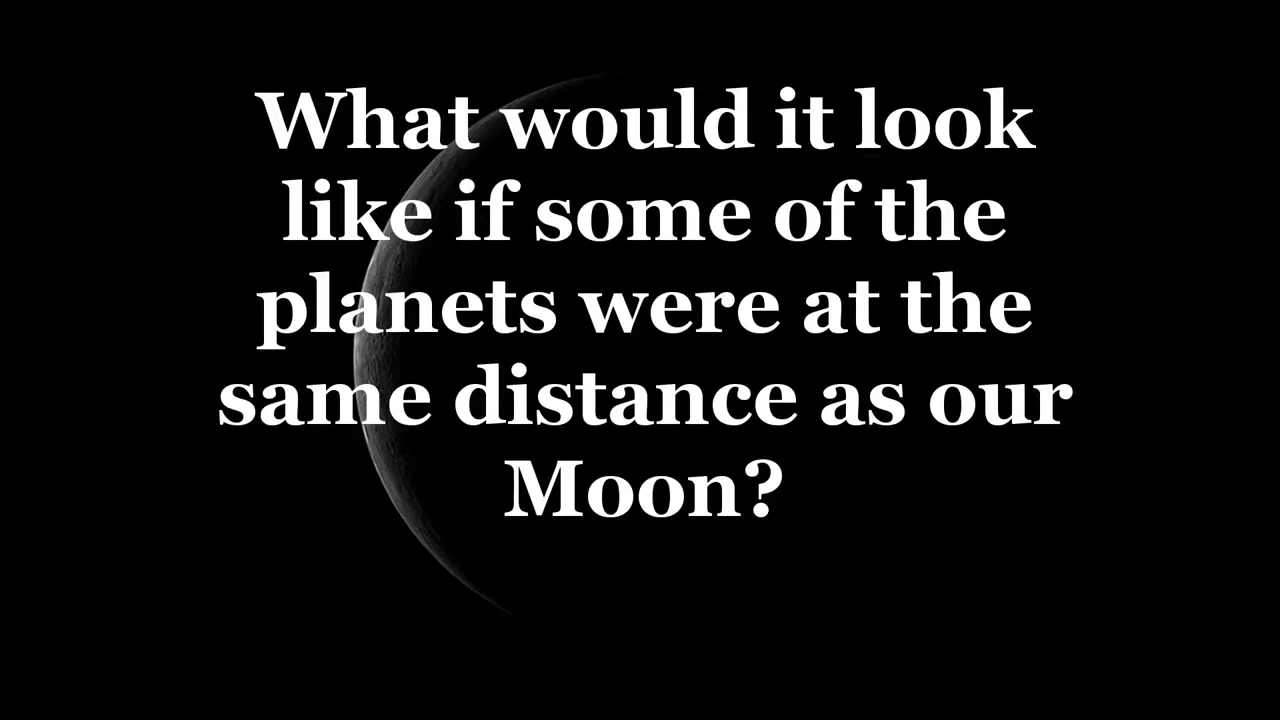 What would it look
like if some of the
planets were at the
same distance as our
Moon?